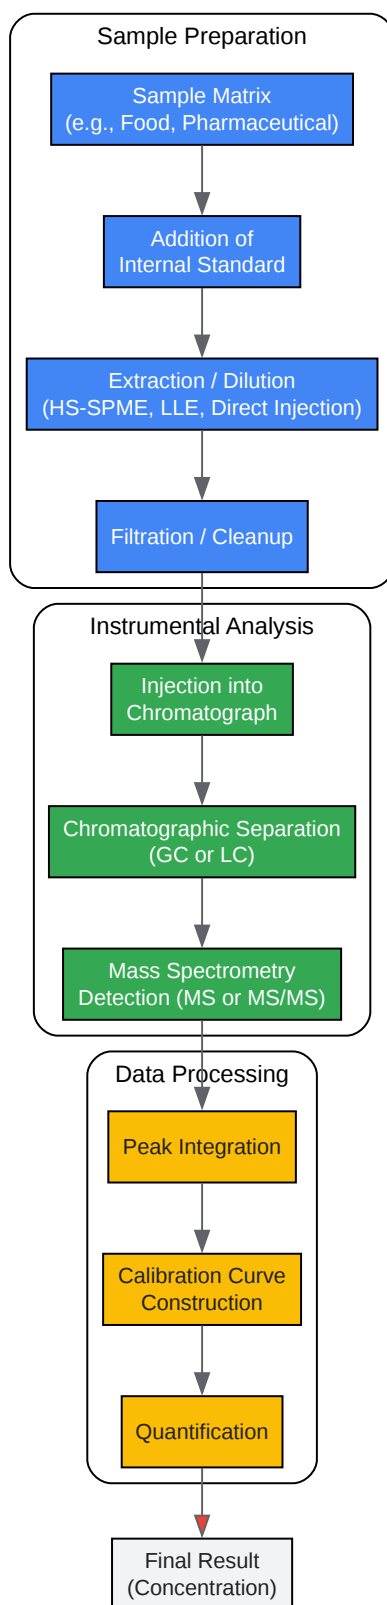 Sample Preparation
Sample Matrix
(e.g., Food, Pharmaceutical)
Addition of
Internal Standard
Extraction / Dilution
(HS-SPME, LLE, Direct Injection)
Filtration / Cleanup
Instrumental Analysis
Injection into
Chromatograph
Chromatographic Separation
(GC or LC)
Mass Spectrometry
Detection (MS or MS/MS)
Data Processing
Peak Integration
Calibration Curve
Construction
Quantification
Final Result
(Concentration)